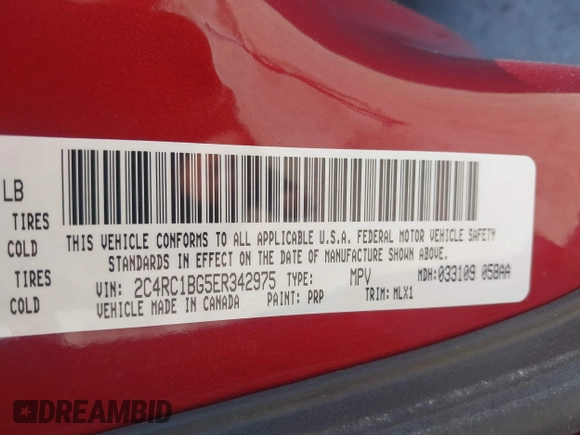 LB
TIRES
COLD
TIRES
COLD
THIS VEHICLE CONFORMS TO ALL APPLICABLE U.S.A. FEDERAL MOTOR VEHICLE SAFETY
STANDARDS IN EFFECT ON THE DATE OF MANUFACTURE SHOWN ABOVE.
VIN: 2C4RC1BG5ER342975 TYPE: MPV MDH:033109 058AA
VEHICLE MADE IN CANADA PAINT: PRP TRIM: MLX1
DREAMBID